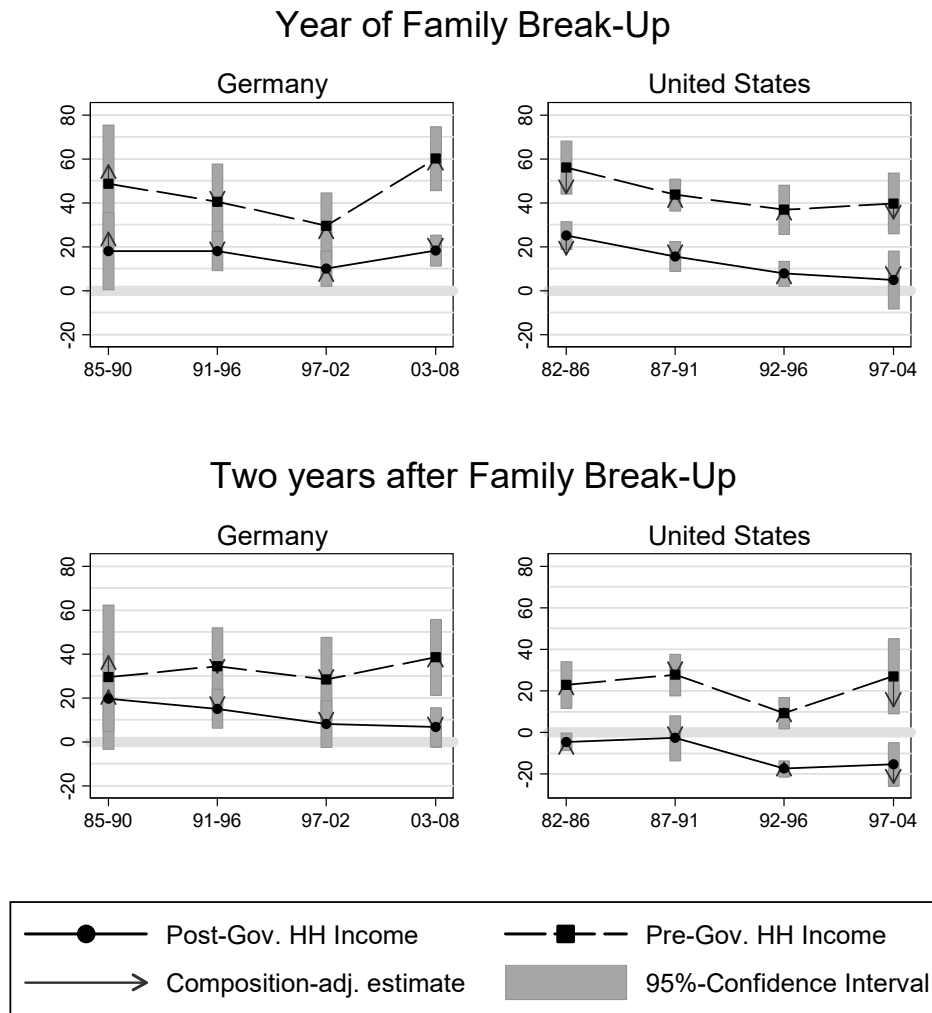 Year of Family Break-Up
Germany
United States
80
60
40
20
0
-20
85-90 91-96 97-02 03-08
80
60
40
20
0
-20
82-86 87-91 92-96 97-04
Two years after Family Break-Up
Germany
United States
80
60
40
20
0
-20
85-90 91-96 97-02 03-08
80
60
40
20
0
-20
82-86 87-91 92-96 97-04
Post-Gov. HH Income
Pre-Gov. HH Income
Composition-adj. estimate
95%-Confidence Interval